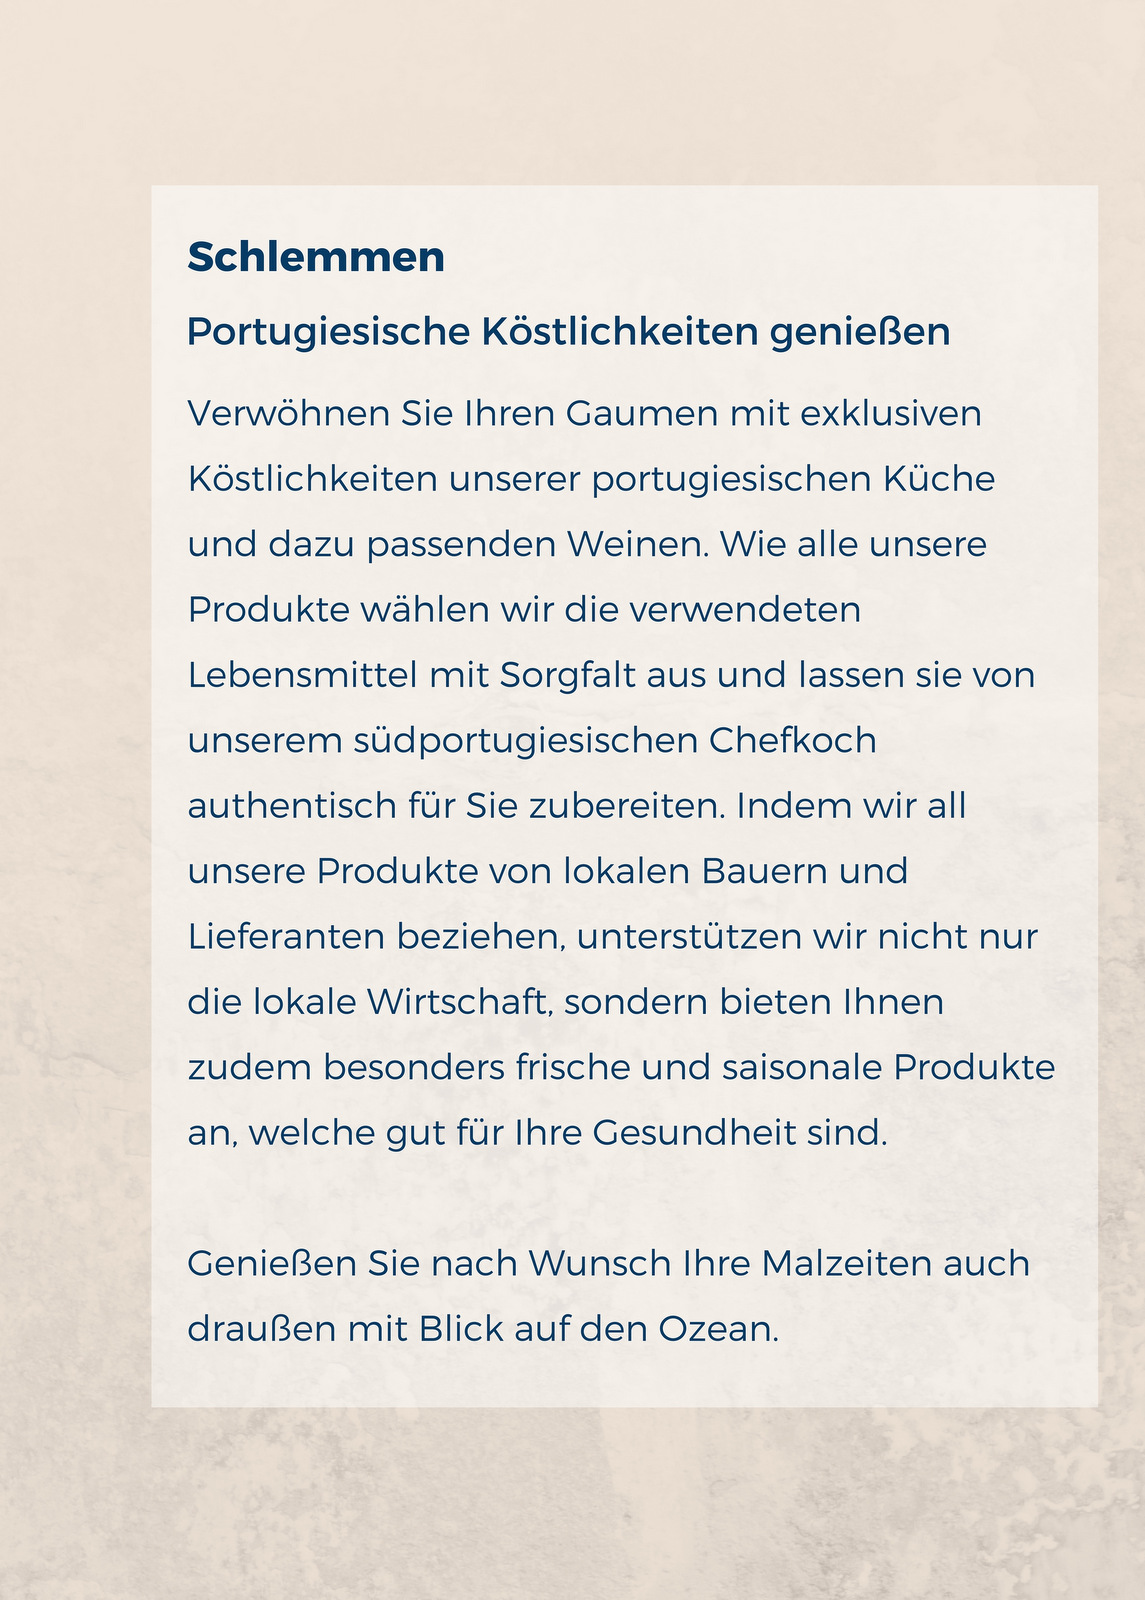 Schlemmen
Portugiesische Köstlichkeiten genießen
Verwöhnen Sie Ihren Gaumen mit exklusiven
Köstlichkeiten unserer portugiesischen Küche
und dazu passenden Weinen. Wie alle unsere
Produkte wählen wir die verwendeten
Lebensmittel mit Sorgfalt aus und lassen sie von
unserem südportugiesischen Chefkoch
authentisch für Sie zubereiten. Indem wir all
unsere Produkte von lokalen Bauern und
Lieferanten beziehen, unterstützen wir nicht nur
die lokale Wirtschaft, sondern bieten Ihnen
zudem besonders frische und saisonale Produkte
an, welche gut für Ihre Gesundheit sind.
Genießen Sie nach Wunsch Ihre Malzeiten auch
draußen mit Blick auf den Ozean.